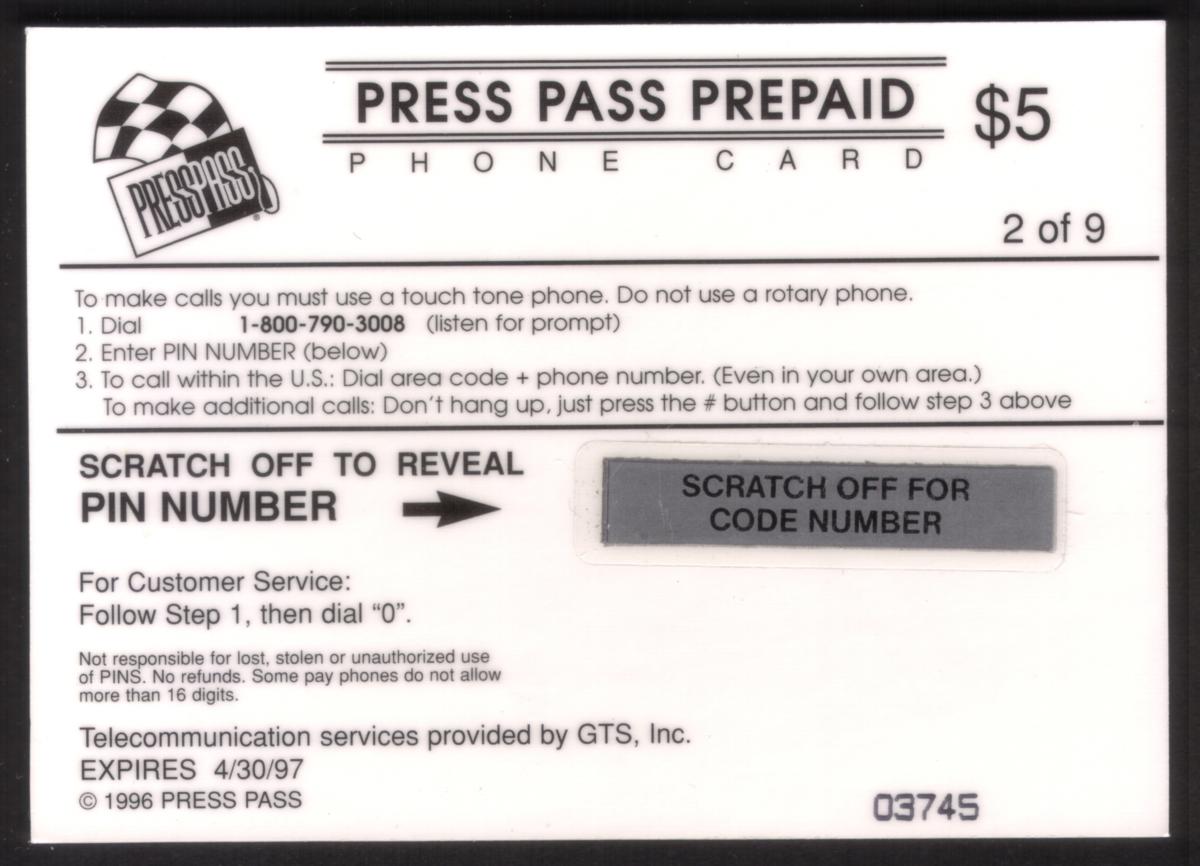 PRESS PASS PREPAID
$5
PHONE CARD
PRESS PASS
®
2 of 9
To make calls you must use a touch tone phone. Do not use a rotary phone.
1. Dial 1-800-790-3008 (listen for prompt)
2. Enter PIN NUMBER (below)
3. To call within the U.S.: Dial area code + phone number. (Even in your own area.)
To make additional calls: Don't hang up, just press the # button and follow step 3 above
SCRATCH OFF TO REVEAL
PIN NUMBER
SCRATCH OFF FOR
CODE NUMBER
For Customer Service:
Follow Step 1, then dial “0”.
Not responsible for lost, stolen or unauthorized use
of PINS. No refunds. Some pay phones do not allow
more than 16 digits.
Telecommunication services provided by GTS, Inc.
EXPIRES 4/30/97
© 1996 PRESS PASS
03745